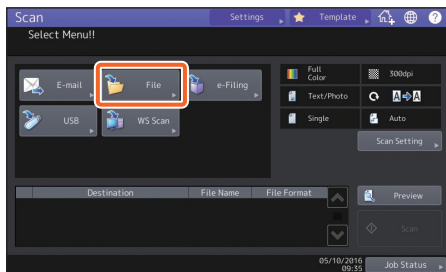 Scan
Settings
Template
?
Select Menu!!
E-mail
File
e-Filing
USB
WS Scan
Full Color
300dpi
Text/Photo
A A
Single
Auto
Scan Setting
Destination
File Name
File Format
Preview
Scan
05/10/2016
09:35
Job Status